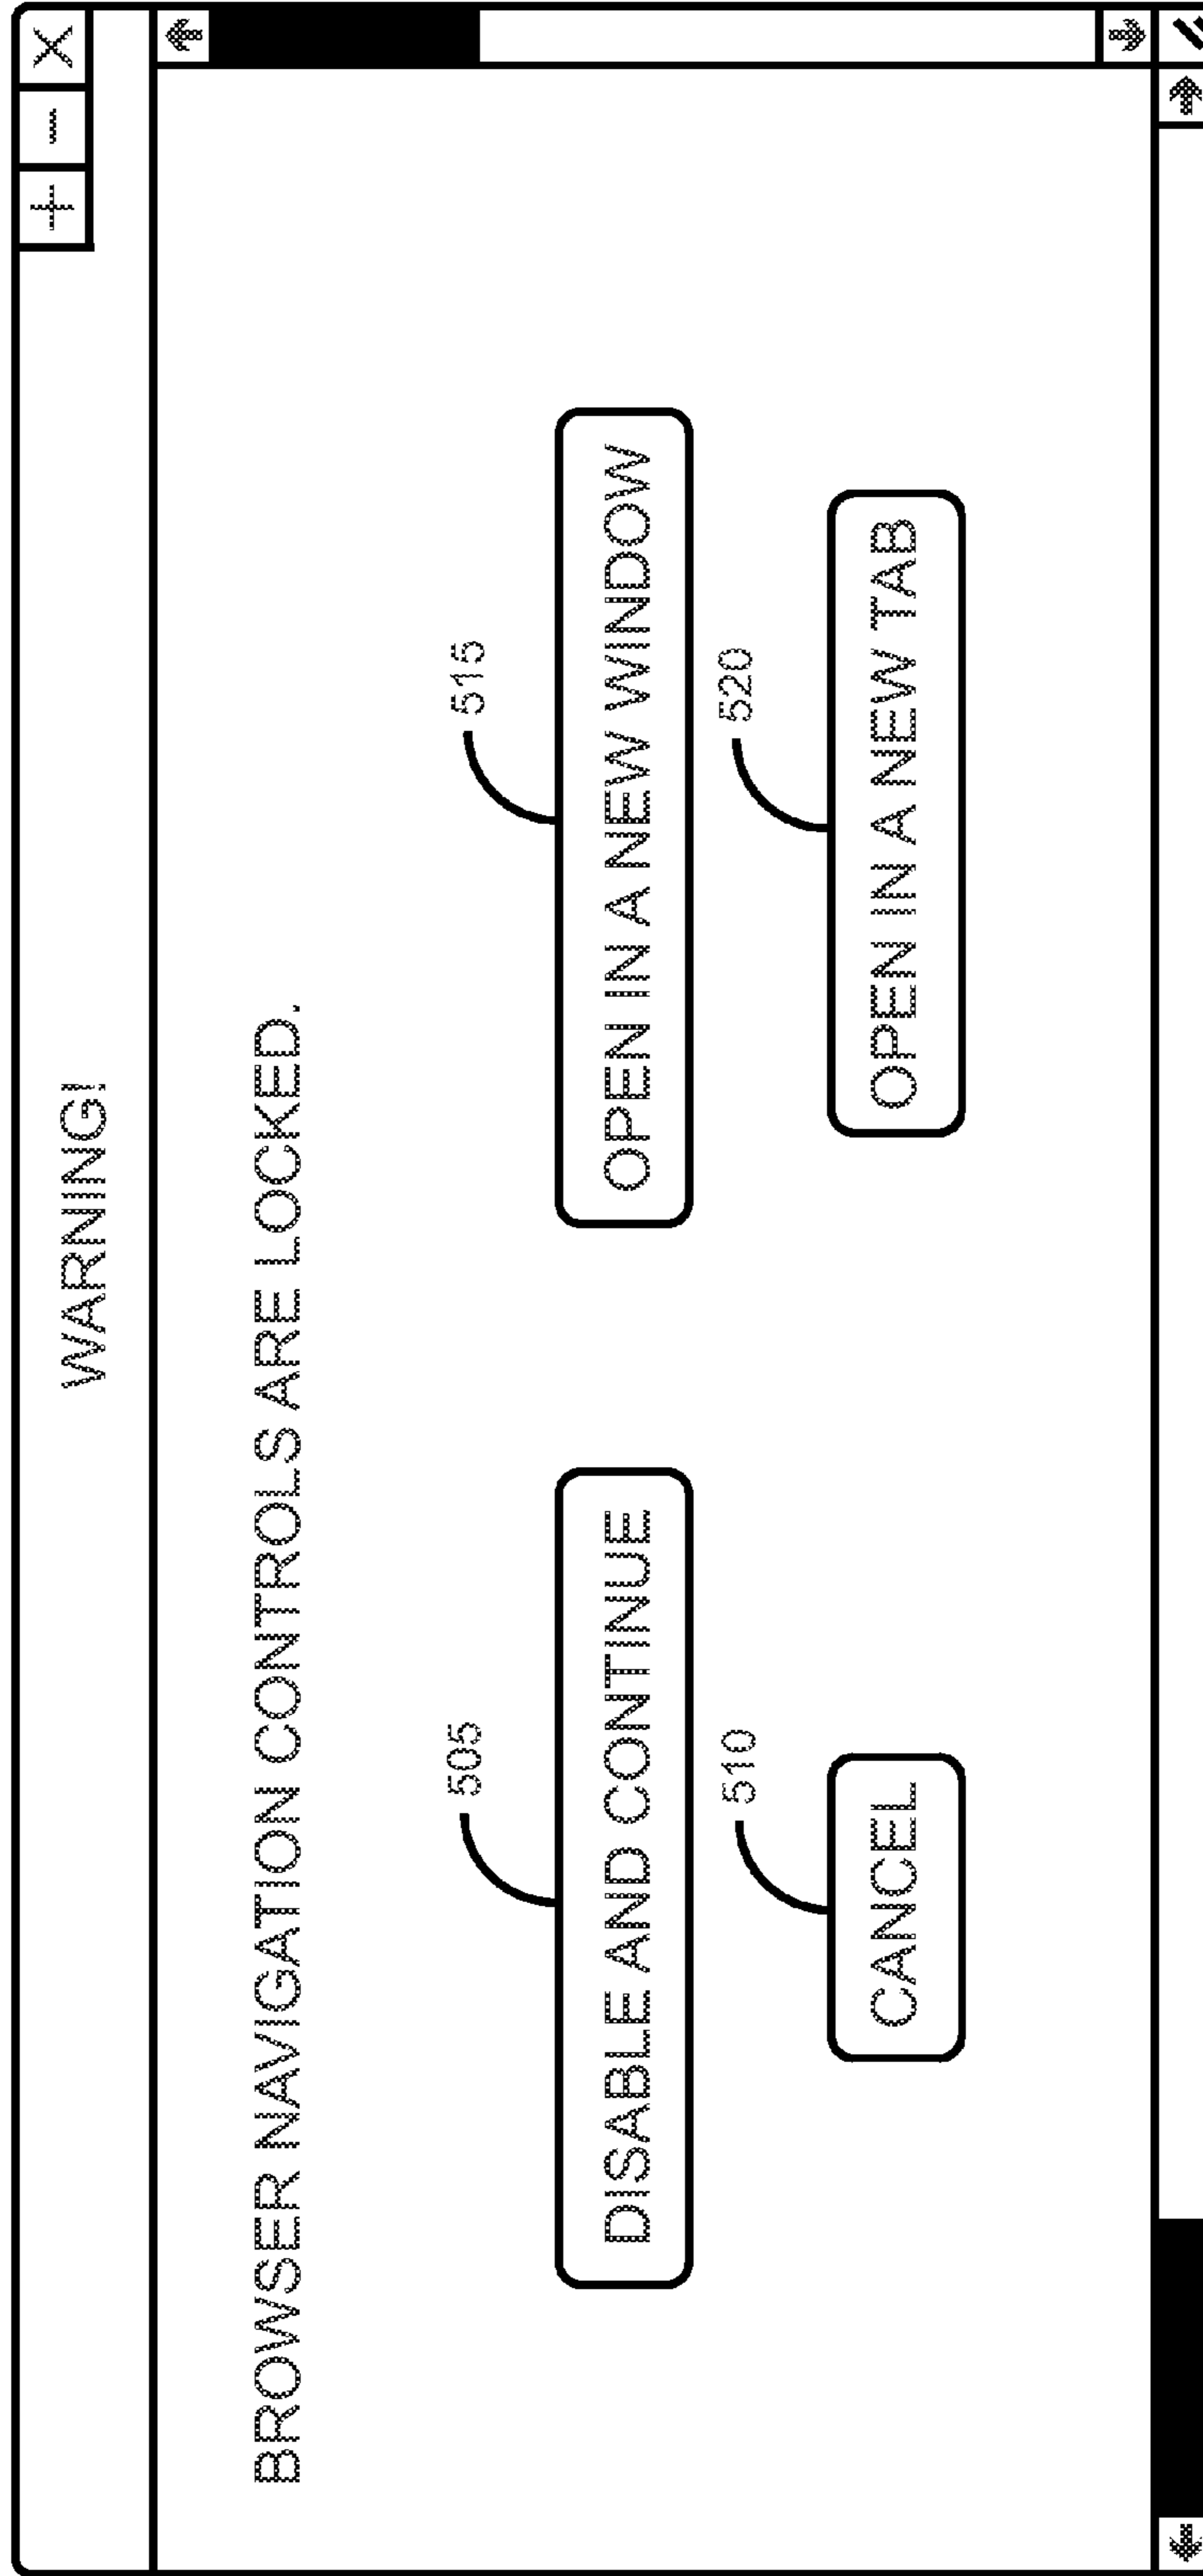 WARNING!
+ - X
BROWSER NAVIGATION CONTROLS ARE LOCKED.
505
515
DISABLE AND CONTINUE
OPEN IN A NEW WINDOW
510
520
CANCEL
OPEN IN A NEW TAB